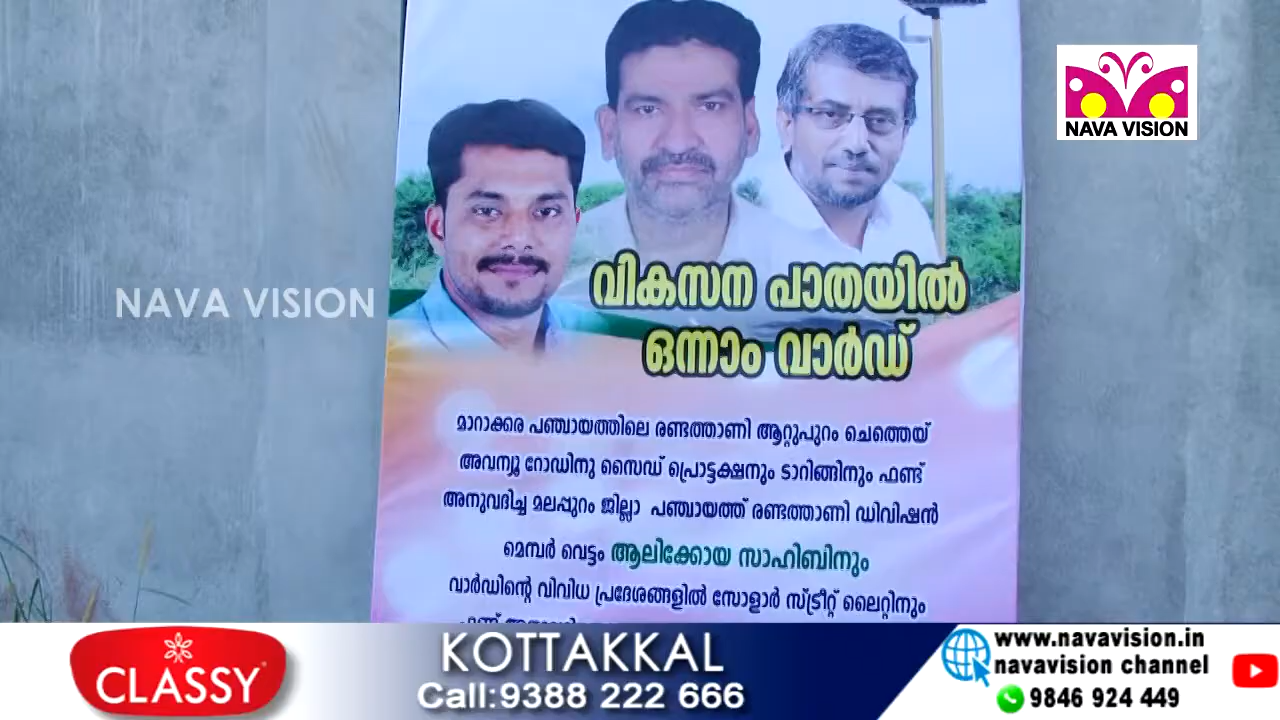 NAVA VISION
NAVA VISION
വികസന പാതയിൽ
ഒന്നാം വാർഡ്
മാറാക്കര പഞ്ചായത്തിലെ രണ്ടത്താണി ആറ്റുപുറം ചെത്തെയ്
അവന്യൂ റോഡിനു സൈഡ് പ്രൊട്ടക്ഷനും ടാറിങ്ങിനും ഫണ്ട്
അനുവദിച്ച മലപ്പുറം ജില്ലാ പഞ്ചായത്ത് രണ്ടത്താണി ഡിവിഷൻ
മെമ്പർ വെട്ടം ആലിക്കോയ സാഹിബിനും
വാർഡിന്റെ വിവിധ പ്രദേശങ്ങളിൽ സോളാർ സ്ട്രീറ്റ് ലൈറ്റിനും
CLASSY
KOTTAKKAL
Call:9388 222 666
www.navavision.in
navavision channel
9846 924 449